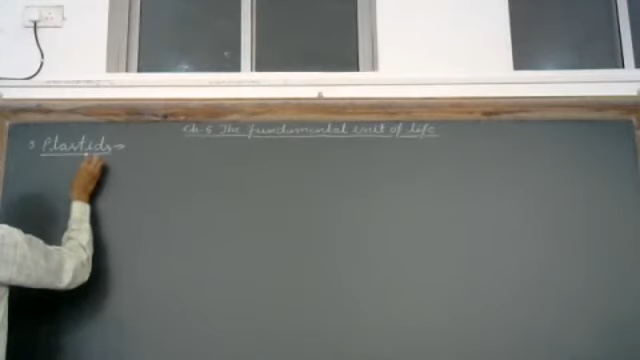 Ch-5 The fundamental unit of life
Plastids →